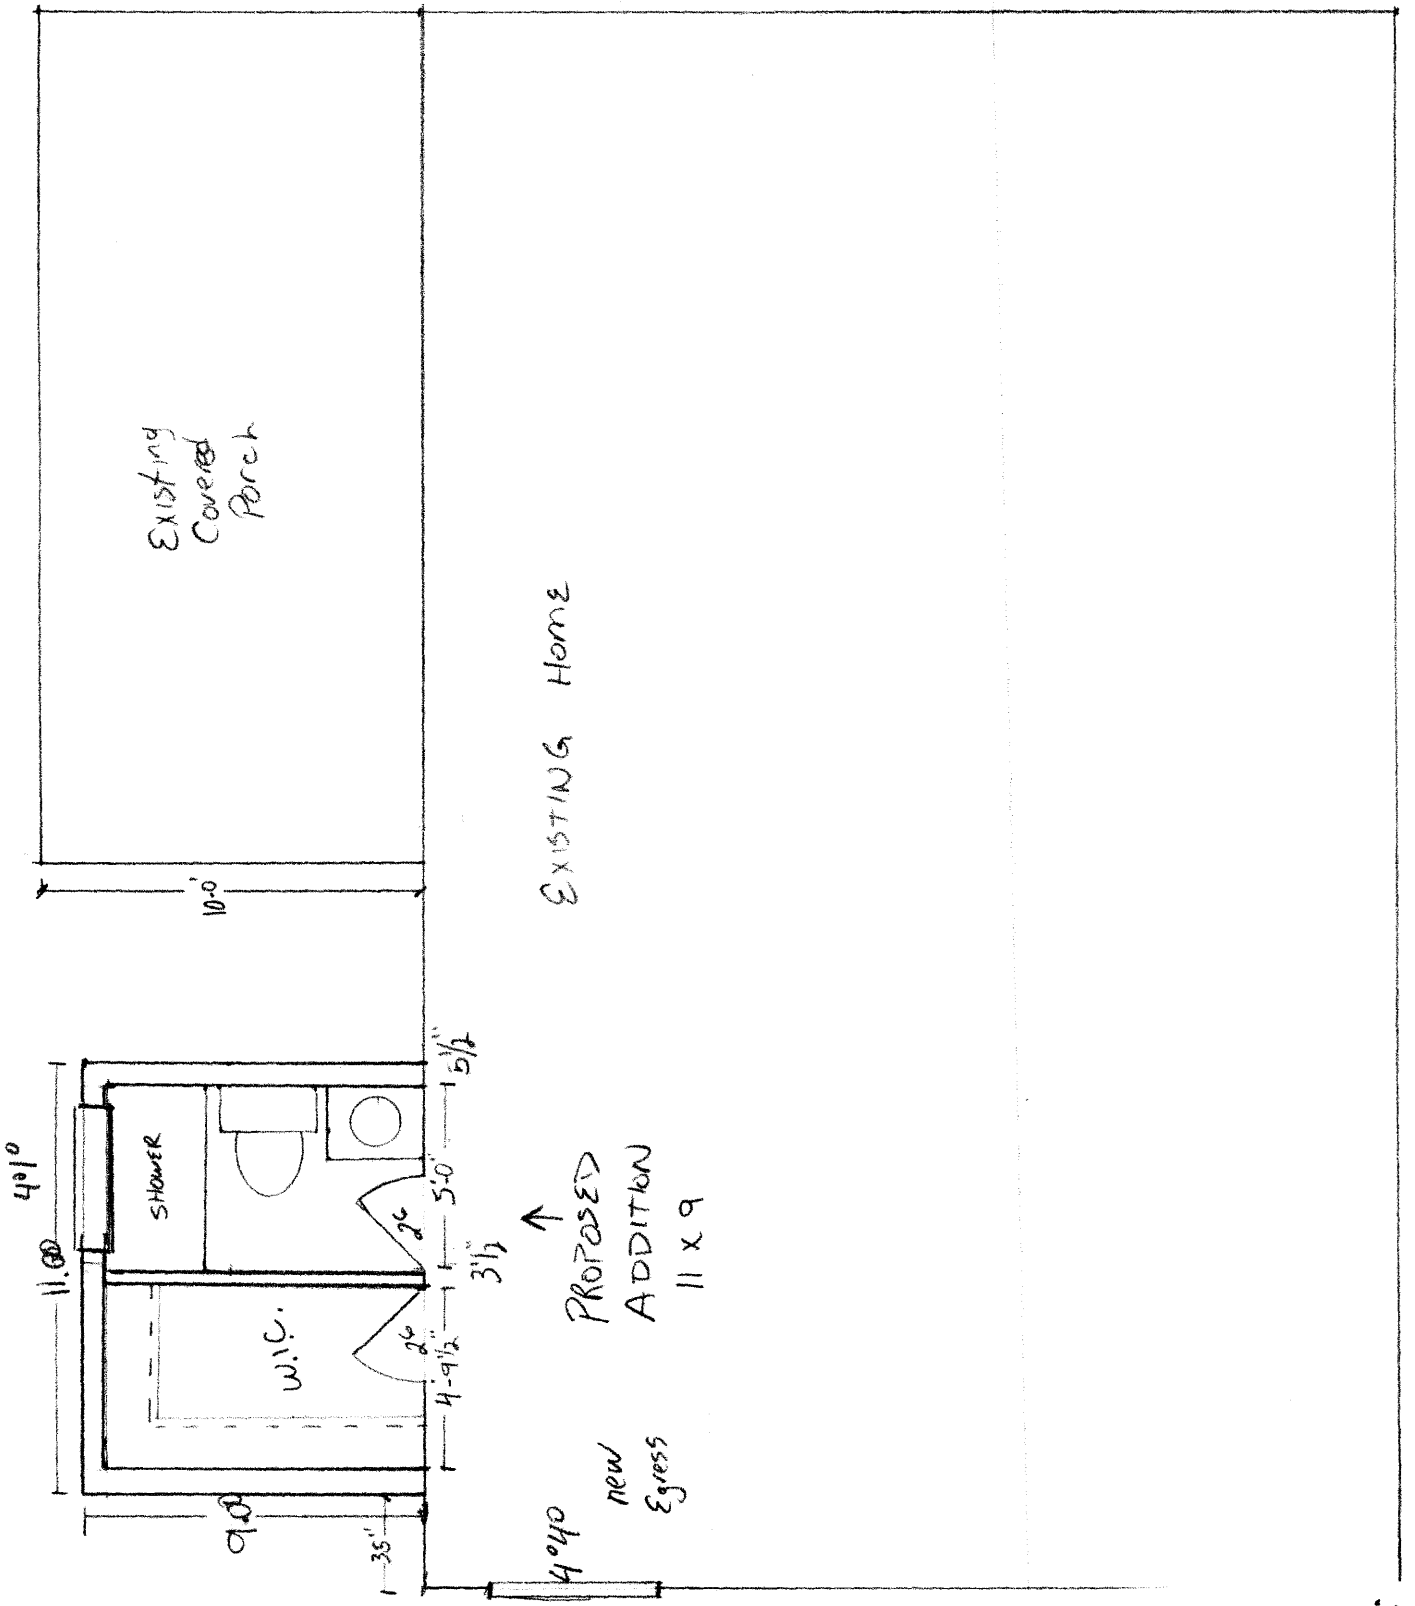 Existing
Covered
Porch
10-0'
EXISTING HOME
4010
11.00
SHOWER
W.I.C.
26
26
5½"
5'-0"
3½"
4'-9½"
9.00
35"
↑
PROPOSED
ADDITION
11 x 9
4040
new
Egress